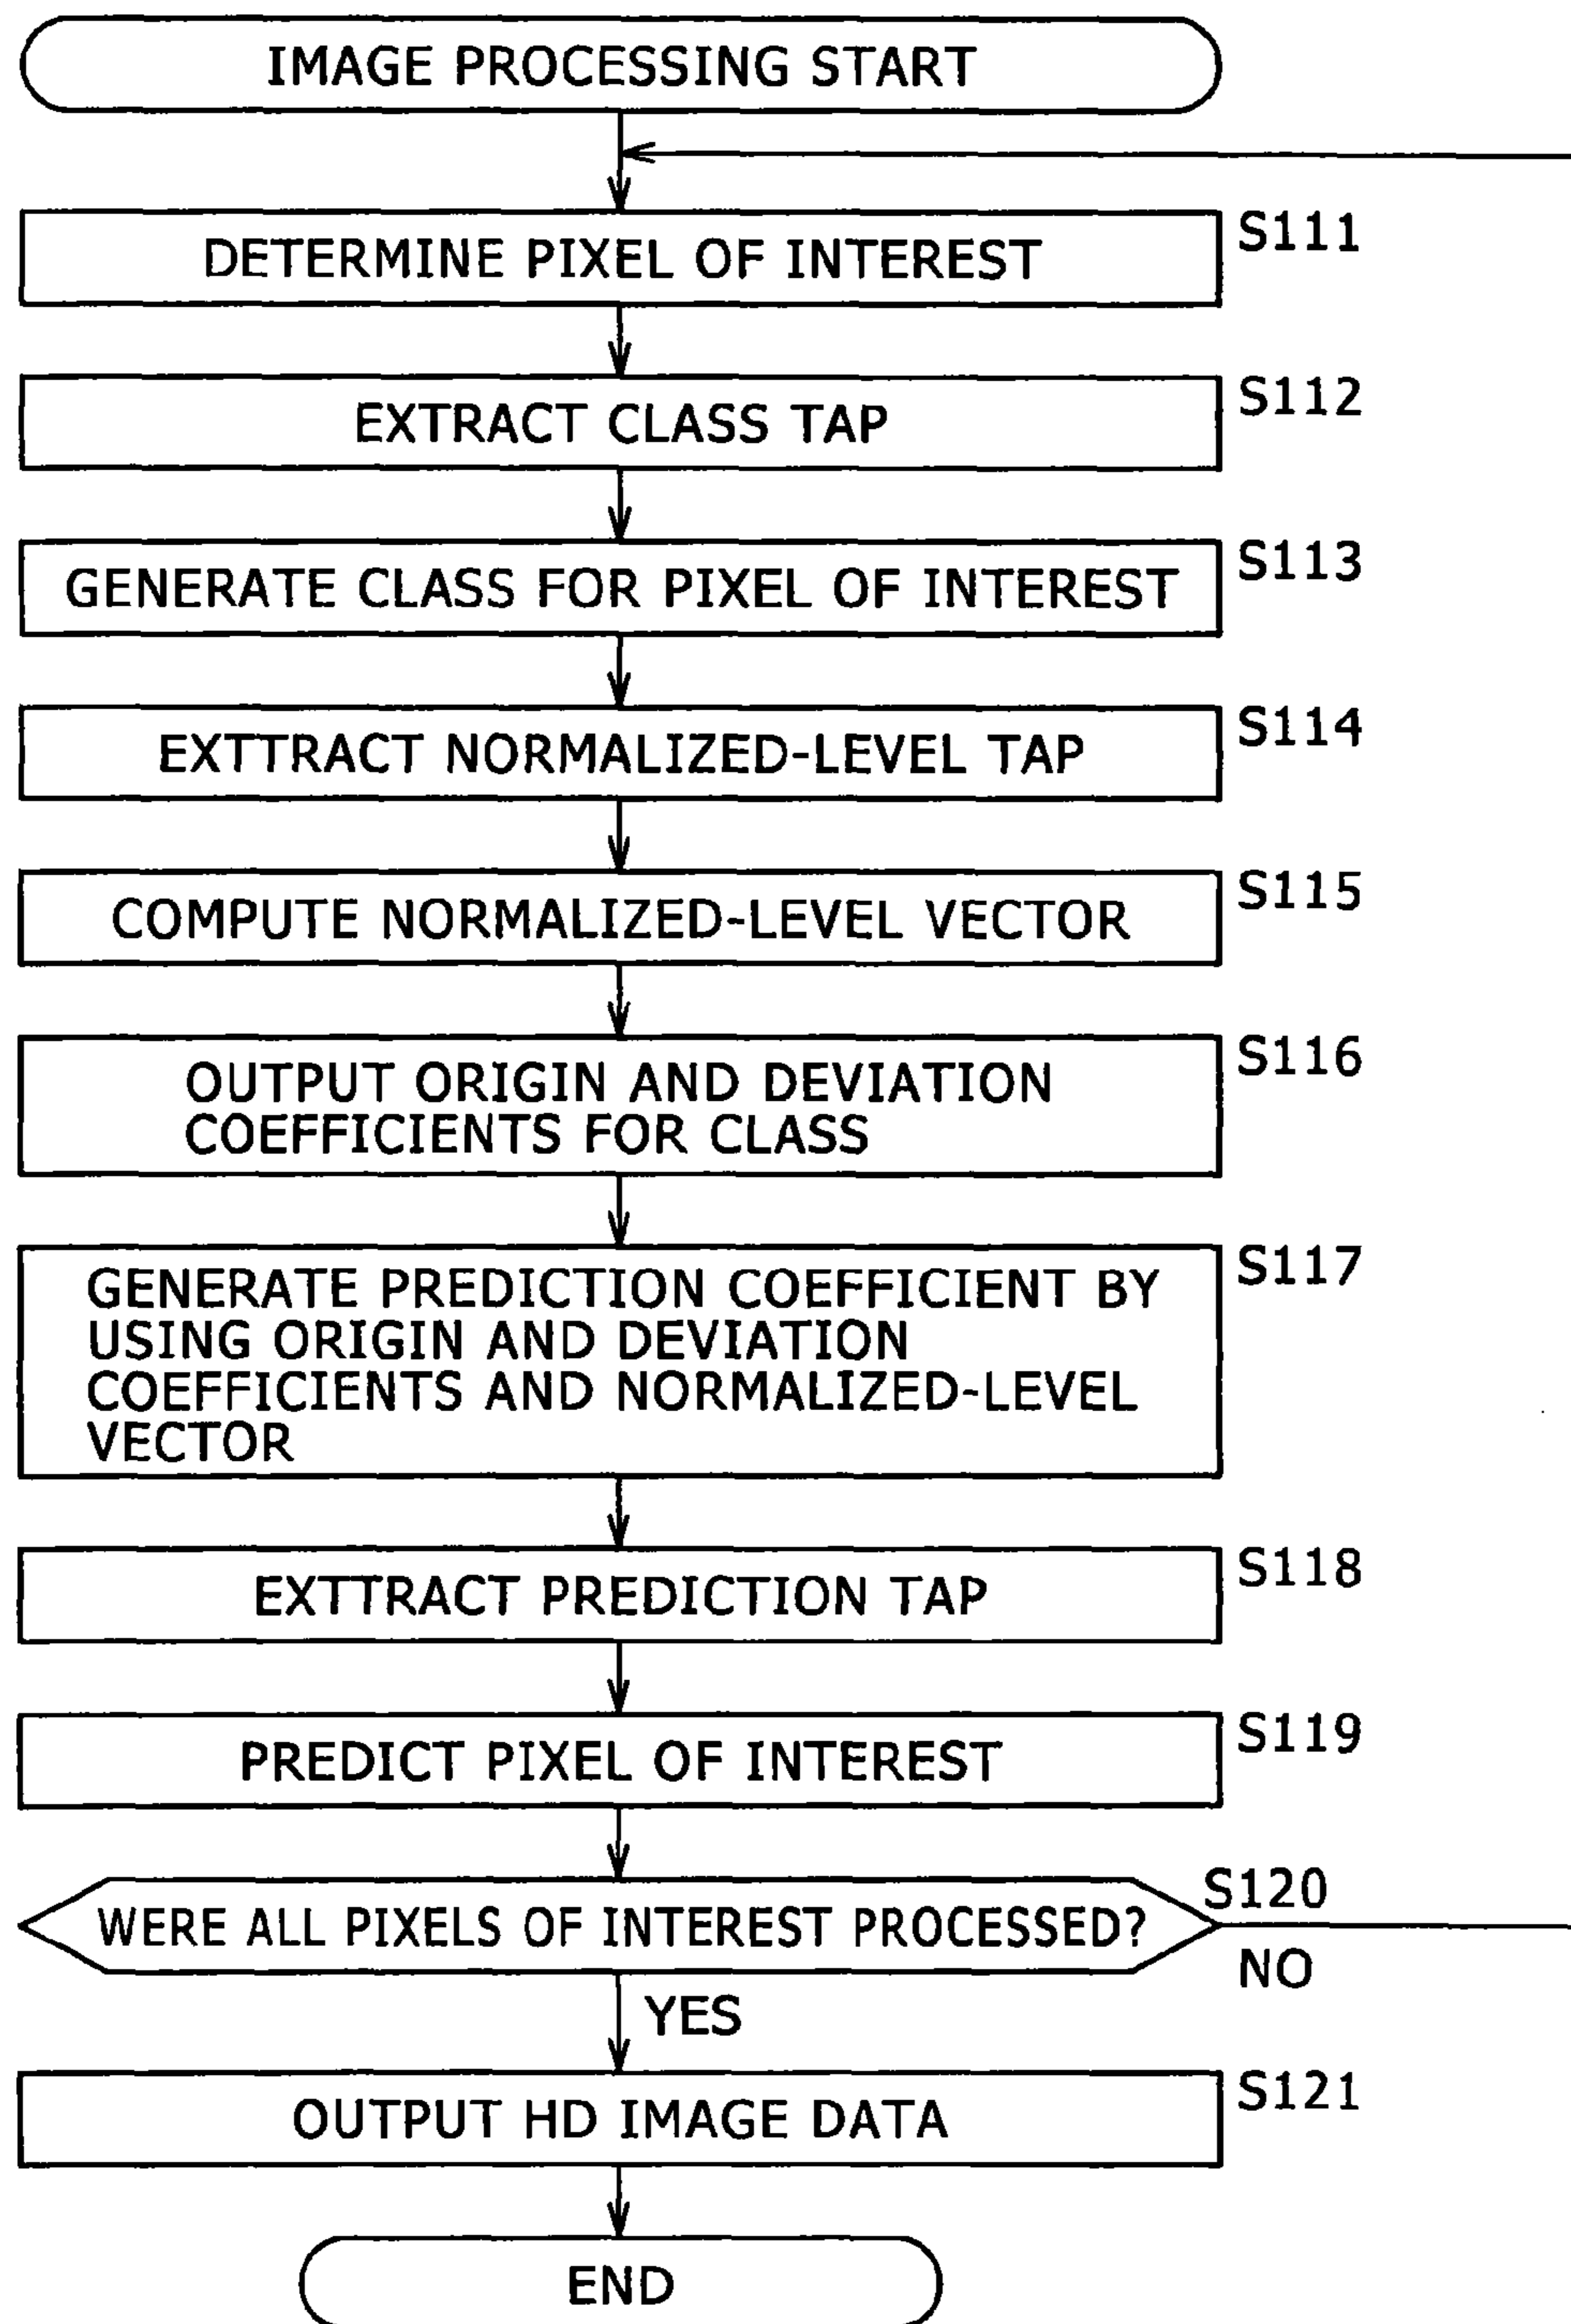 IMAGE PROCESSING START
DETERMINE PIXEL OF INTEREST
S111
EXTRACT CLASS TAP
S112
GENERATE CLASS FOR PIXEL OF INTEREST
S113
EXTTRACT NORMALIZED-LEVEL TAP
S114
COMPUTE NORMALIZED-LEVEL VECTOR
S115
OUTPUT ORIGIN AND DEVIATION
COEFFICIENTS FOR CLASS
S116
GENERATE PREDICTION COEFFICIENT BY
USING ORIGIN AND DEVIATION
COEFFICIENTS AND NORMALIZED-LEVEL
VECTOR
S117
EXTTRACT PREDICTION TAP
S118
PREDICT PIXEL OF INTEREST
S119
WERE ALL PIXELS OF INTEREST PROCESSED?
S120
NO
YES
OUTPUT HD IMAGE DATA
S121
END